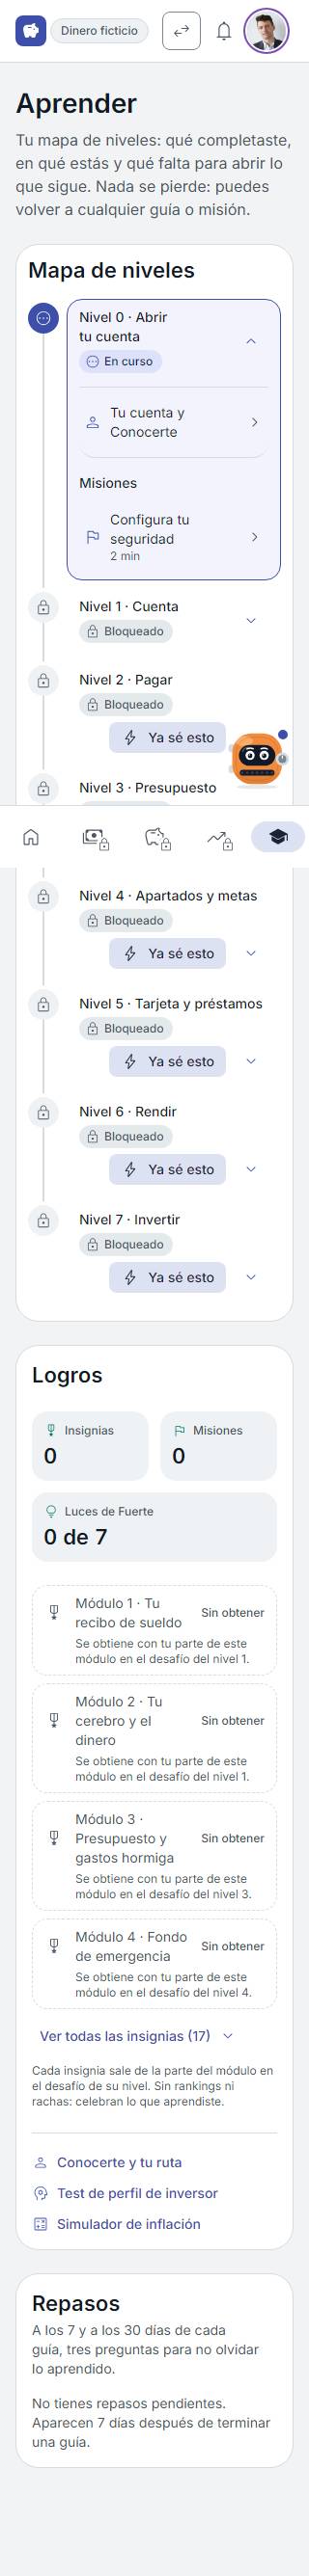 Dinero ficticio
Aprender
Tu mapa de niveles: qué completaste,
en qué estás y qué falta para abrir lo
que sigue. Nada se pierde: puedes
volver a cualquier guía o misión.
Mapa de niveles
Nivel 0 · Abrir
tu cuenta
En curso
Tu cuenta y
Conocerte
Misiones
Configura tu
seguridad
2 min
Nivel 1 · Cuenta
Bloqueado
Nivel 2 · Pagar
Bloqueado
Ya sé esto
Nivel 3 · Presupuesto
Nivel 4 · Apartados y metas
Bloqueado
Ya sé esto
Nivel 5 · Tarjeta y préstamos
Bloqueado
Ya sé esto
Nivel 6 · Rendir
Bloqueado
Ya sé esto
Nivel 7 · Invertir
Bloqueado
Ya sé esto
Logros
Insignias
0
Misiones
0
Luces de Fuerte
0 de 7
Módulo 1 · Tu
recibo de sueldo
Sin obtener
Se obtiene con tu parte de este
módulo en el desafío del nivel 1.
Módulo 2 · Tu
cerebro y el
dinero
Sin obtener
Se obtiene con tu parte de este
módulo en el desafío del nivel 1.
Módulo 3 ·
Presupuesto y
gastos hormiga
Sin obtener
Se obtiene con tu parte de este
módulo en el desafío del nivel 3.
Módulo 4 · Fondo
de emergencia
Sin obtener
Se obtiene con tu parte de este
módulo en el desafío del nivel 4.
Ver todas las insignias (17)
Cada insignia sale de la parte del módulo en
el desafío de su nivel. Sin rankings ni
rachas: celebran lo que aprendiste.
Conocerte y tu ruta
Test de perfil de inversor
Simulador de inflación
Repasos
A los 7 y a los 30 días de cada
guía, tres preguntas para no olvidar
lo aprendido.
No tienes repasos pendientes.
Aparecen 7 días después de terminar
una guía.